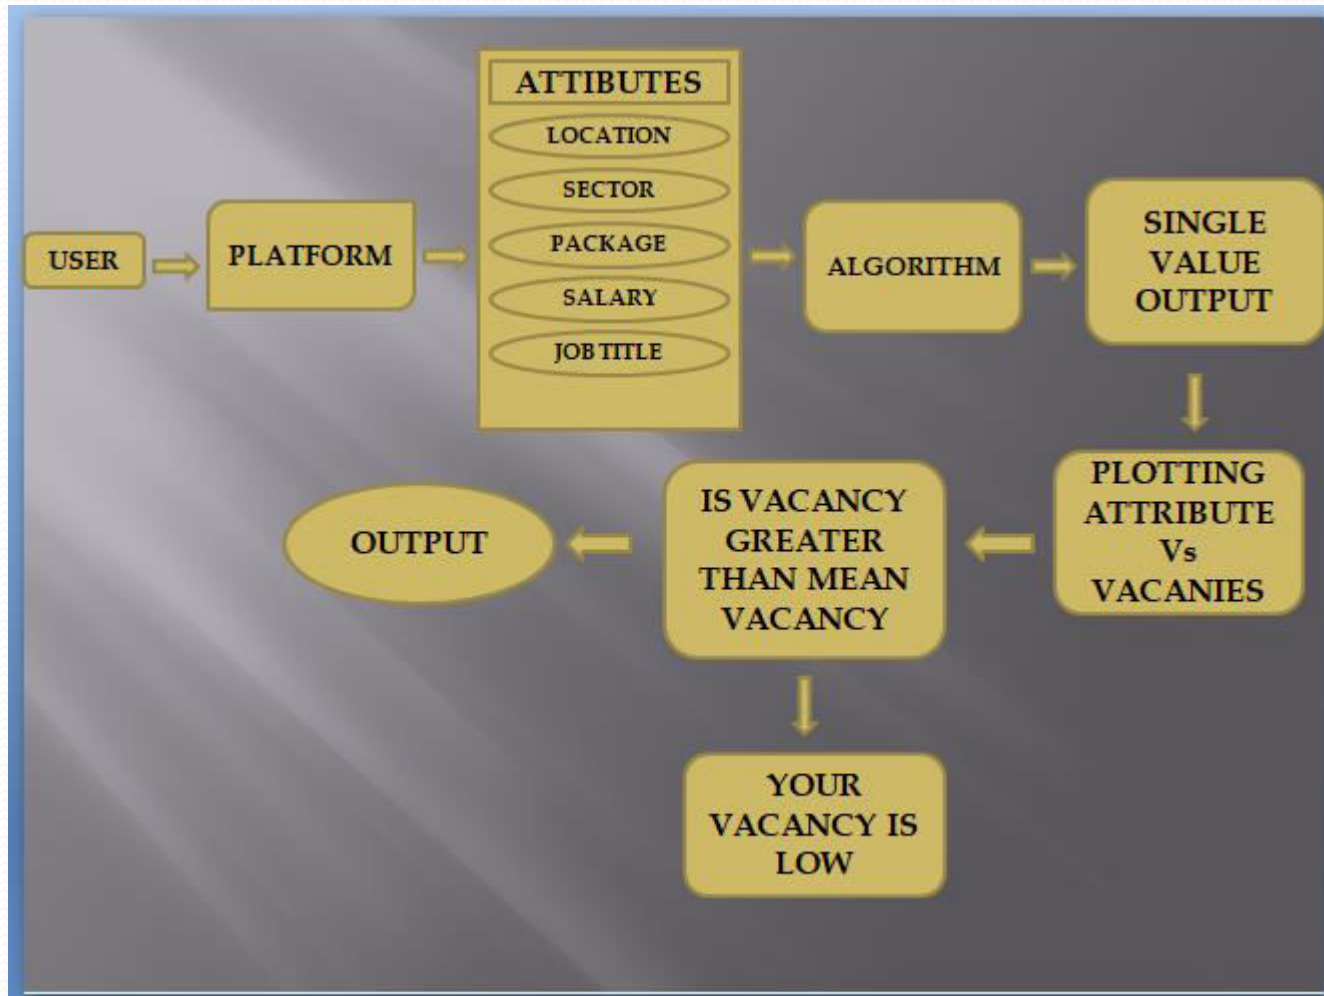 USER
PLATFORM
ATTIBUTES
LOCATION
SECTOR
PACKAGE
SALARY
JOB TITLE
ALGORITHM
SINGLE
VALUE
OUTPUT
PLOTTING
ATTRIBUTE
Vs
VACANIES
IS VACANCY
GREATER
THAN MEAN
VACANCY
OUTPUT
YOUR
VACANCY IS
LOW